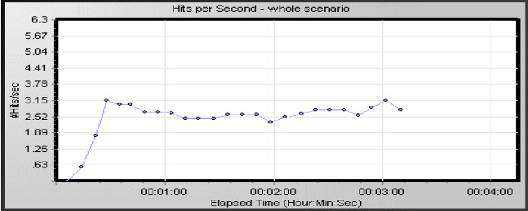 Hits per Second - whole scenario
6.3
5.67
5.04
4.41
3.78
3.15
2.52
1.89
1.26
.63
#Hits/sec
00:01:00 00:02:00 00:03:00 00:04:00
Elapsed Time (Hour:Min:Sec)